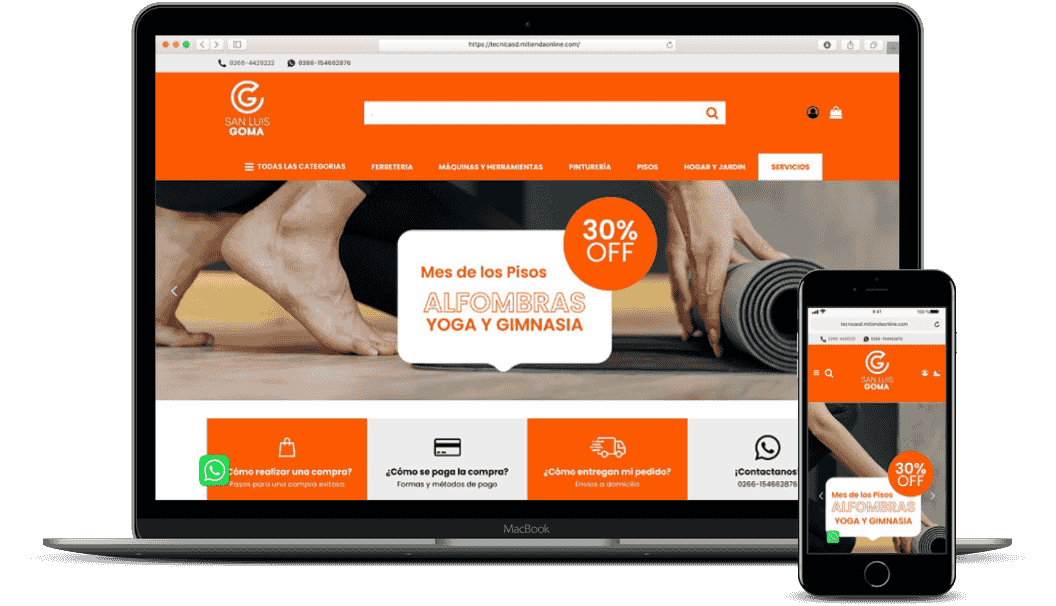 https://tecnicasd.mitiendaonline.com/
0266-4429222 0266-154662876
SAN LUIS
GOMA
TODAS LAS CATEGORIAS FERRETERIA MÁQUINAS Y HERRAMIENTAS PINTURERÍA PISOS HOGAR Y JARDIN SERVICIOS
30%
OFF
Mes de los Pisos
ALFOMBRAS
YOGA Y GIMNASIA
¿Cómo realizar una compra? ¿Cómo se paga la compra? ¿Cómo entregan mi pedido? ¡Contactanos
Pasos para una compra exitosa Formas y métodos de pago Envios a domicilio 0266-154662876
MacBook
9:41 100%
tecnicasd.mitiendaonline.com
0266-4429222 0266-154662876
SAN LUIS
GOMA
30%
OFF
Mes de los Pisos
ALFOMBRAS
YOGA Y GIMNASIA